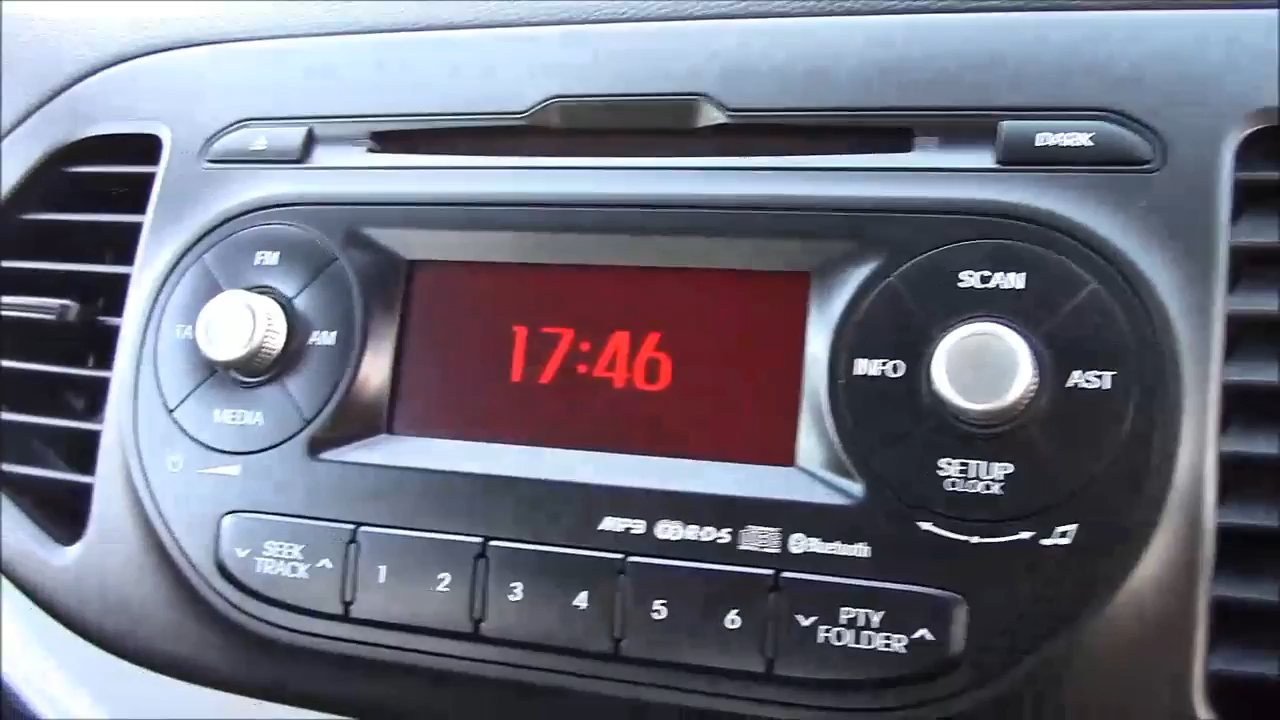 DARK
FM
TA
AM
MEDIA
17:46
SCAN
INFO
AST
SETUP
CLOCK
MP3 RDS Bluetooth
SEEK
TRACK
1 2 3 4 5 6
PTY
FOLDER